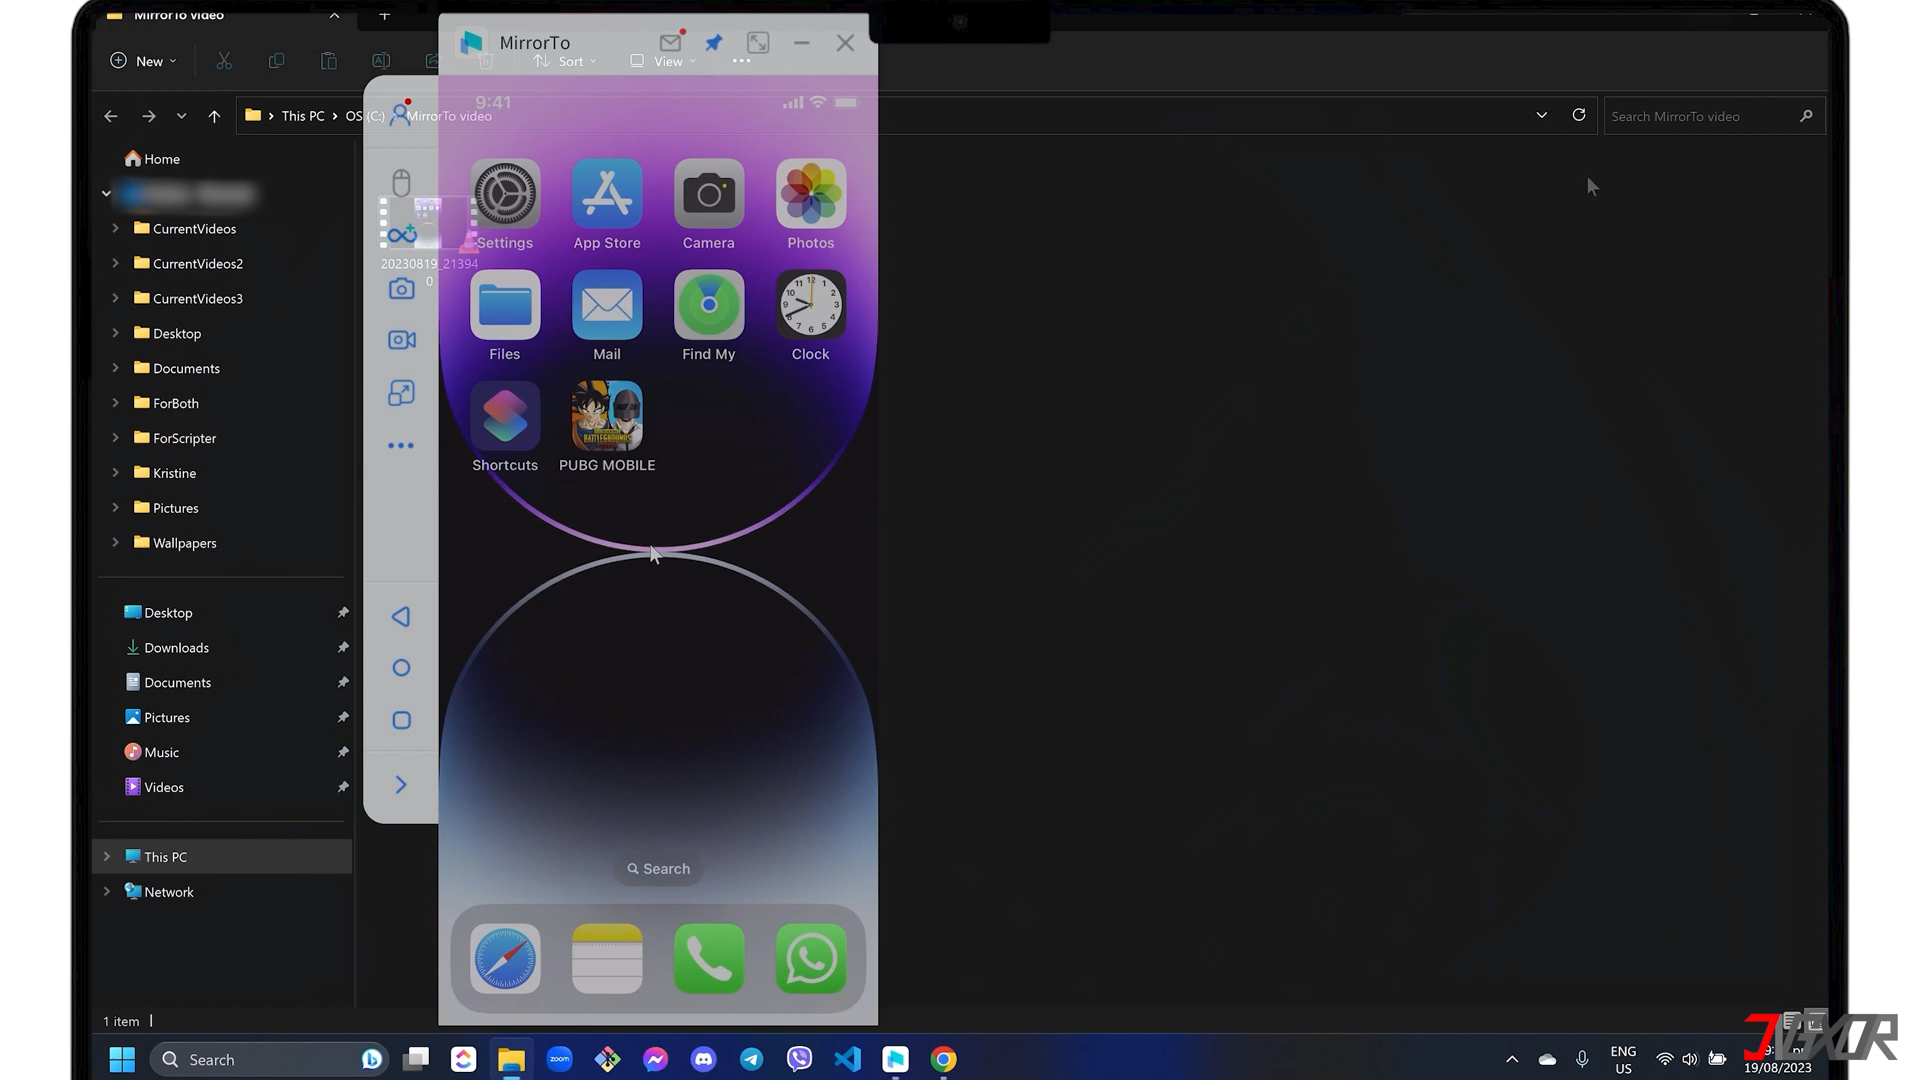 MirrorTo video
MirrorTo
New
Sort
View
This PC
OS (C:)
MirrorTo video
Search MirrorTo video
9:41
Home
CurrentVideos
CurrentVideos2
CurrentVideos3
Desktop
Documents
ForBoth
ForScripter
Kristine
Pictures
Wallpapers
Desktop
Downloads
Documents
Pictures
Music
Videos
This PC
Network
20230819_21394
0
Settings
App Store
Camera
Photos
Files
Mail
Find My
Clock
Shortcuts
PUBG MOBILE
Search
1 item
Search
zoom
ENG
US
19/08/2023